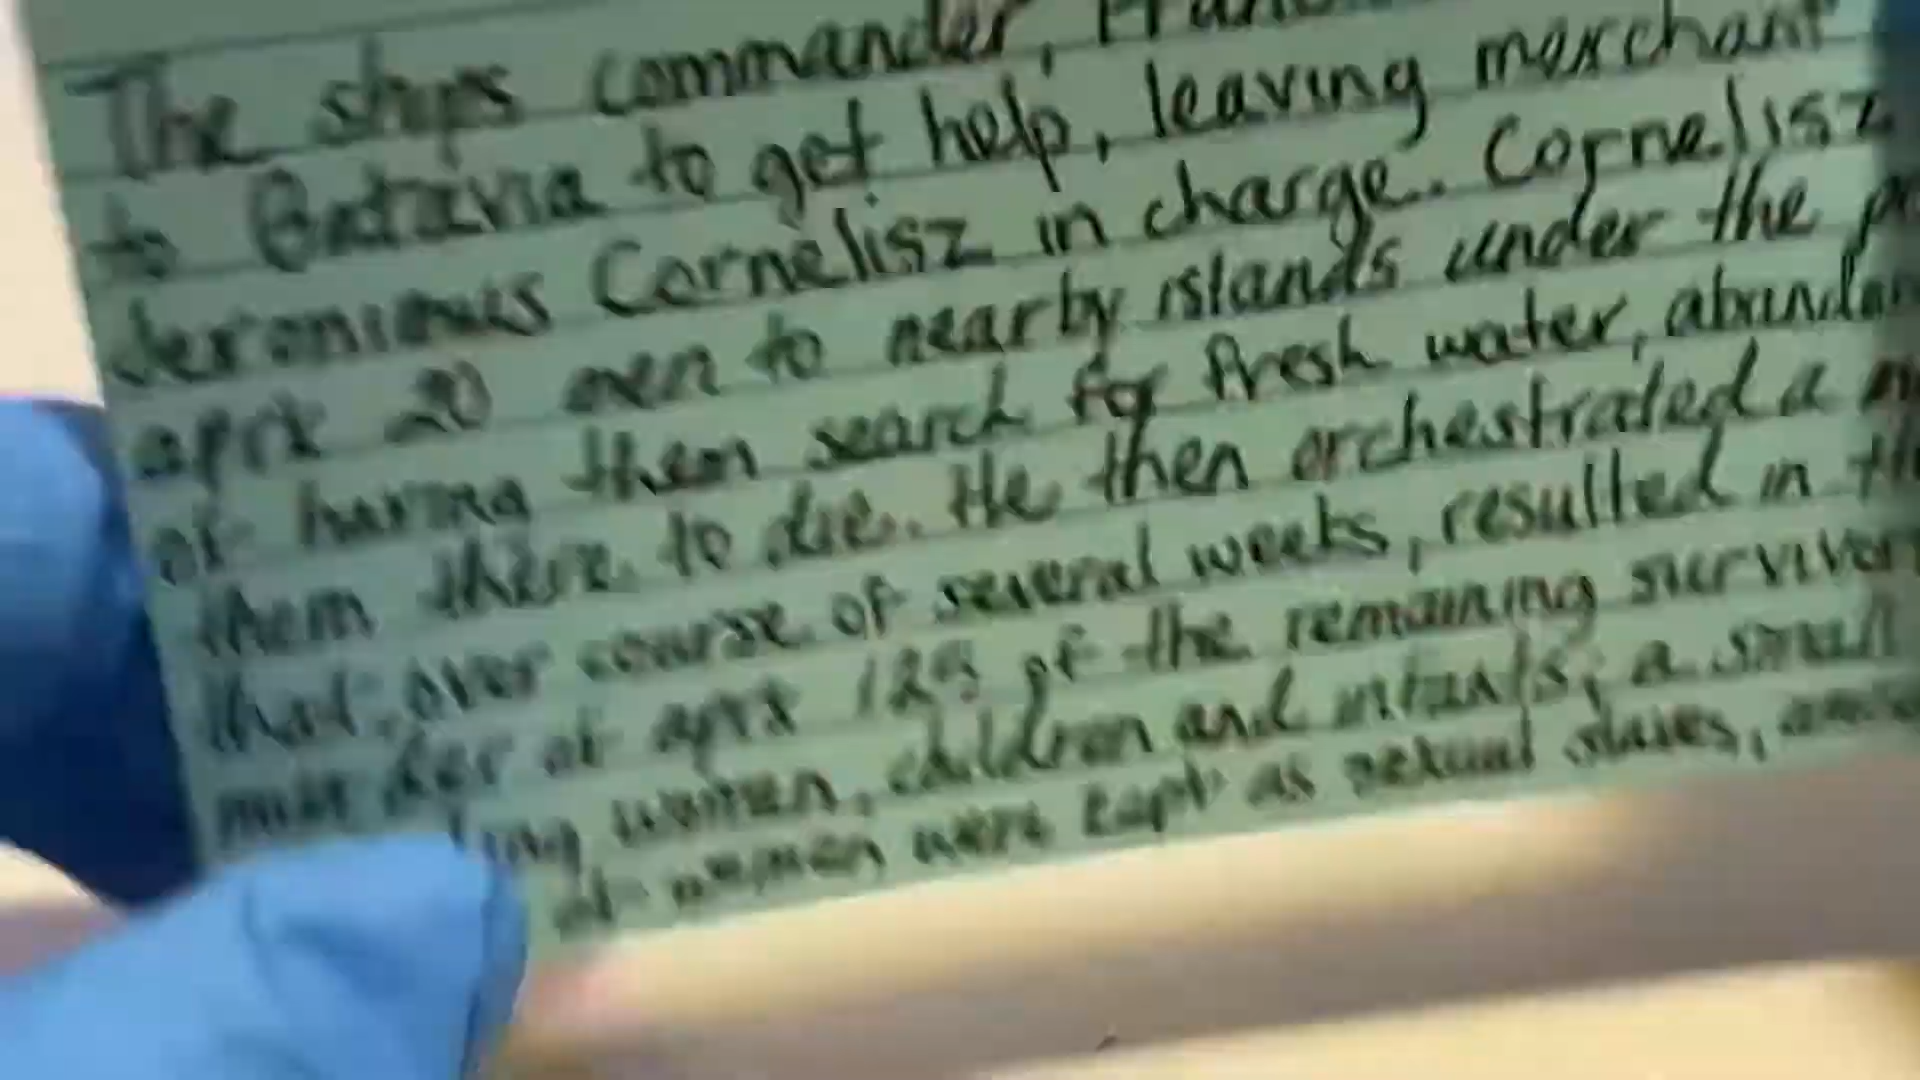 The ships commander,
to Batavia to get help, leaving merchant
Jeronimus Cornelisz in charge. Cornelisz
aprx 20 men to nearby islands under the
of having them search for fresh water,
them there to die. He then orchestrated a
that, over course of several weeks, resulted in
murder of aprx 125 of the remaining
women, children and infants; a small
of women were kept as sexual slaves,